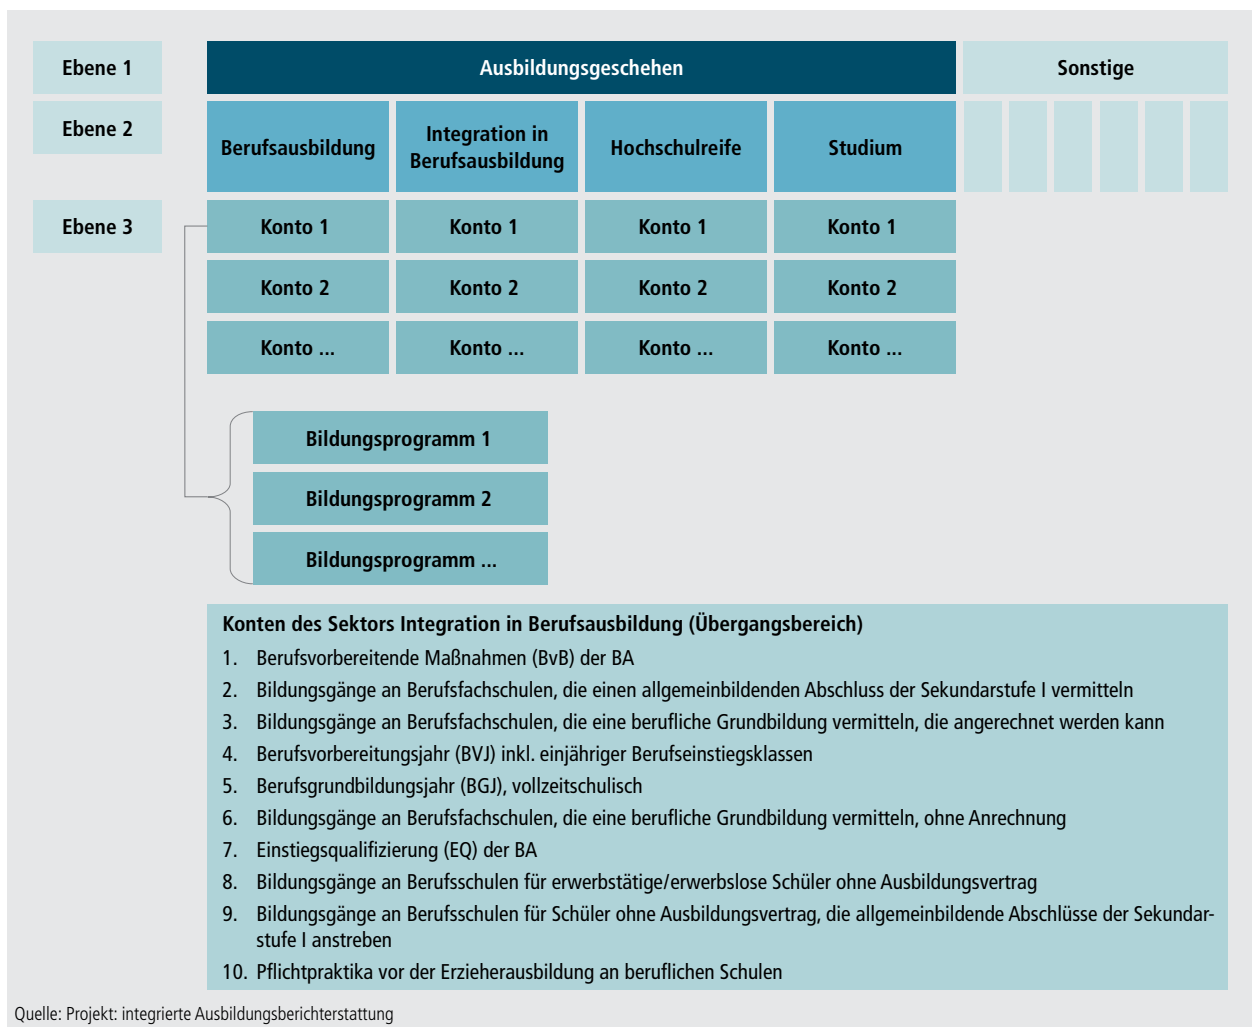 Ebene 1
Ausbildungsgeschehen
Sonstige
Ebene 2
Berufsausbildung
Integration in
Berufsausbildung
Hochschulreife
Studium
Ebene 3
Konto 1
Konto 1
Konto 1
Konto 1
Konto 2
Konto 2
Konto 2
Konto 2
Konto ...
Konto ...
Konto ...
Konto ...
Bildungsprogramm 1
Bildungsprogramm 2
Bildungsprogramm ...
Konten des Sektors Integration in Berufsausbildung (Übergangsbereich)
1. Berufsvorbereitende Maßnahmen (BvB) der BA
2. Bildungsgänge an Berufsfachschulen, die einen allgemeinbildenden Abschluss der Sekundarstufe I vermitteln
3. Bildungsgänge an Berufsfachschulen, die eine berufliche Grundbildung vermitteln, die angerechnet werden kann
4. Berufsvorbereitungsjahr (BVJ) inkl. einjähriger Berufseinstiegsklassen
5. Berufsgrundbildungsjahr (BGJ), vollzeitschulisch
6. Bildungsgänge an Berufsfachschulen, die eine berufliche Grundbildung vermitteln, ohne Anrechnung
7. Einstiegsqualifizierung (EQ) der BA
8. Bildungsgänge an Berufsschulen für erwerbstätige/erwerbslose Schüler ohne Ausbildungsvertrag
9. Bildungsgänge an Berufsschulen für Schüler ohne Ausbildungsvertrag, die allgemeinbildende Abschlüsse der Sekundar-
stufe I anstreben
10. Pflichtpraktika vor der Erzieherausbildung an beruflichen Schulen
Quelle: Projekt: integrierte Ausbildungsberichterstattung